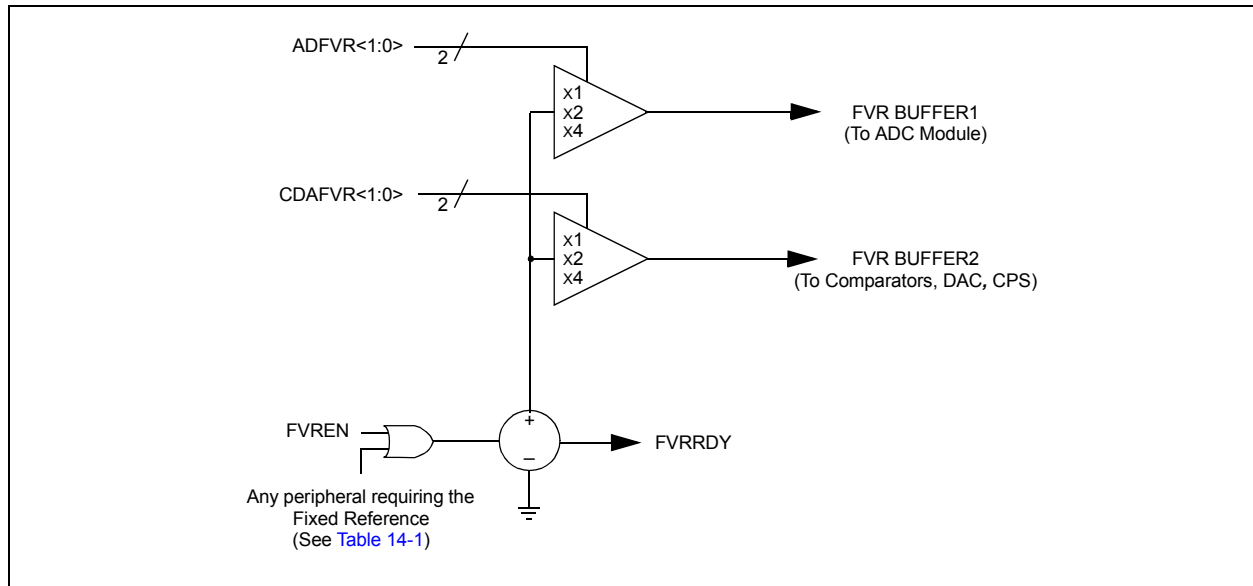 ADFVR<1:0>
2
X1
X2
X4
FVR BUFFER1
(To ADC Module)
CDAFVR<1:0>
2
X1
X2
X4
FVR BUFFER2
(To Comparators, DAC, CPS)
FVREN
+
–
FVRRDY
Any peripheral requiring the
Fixed Reference
(See Table 14-1)